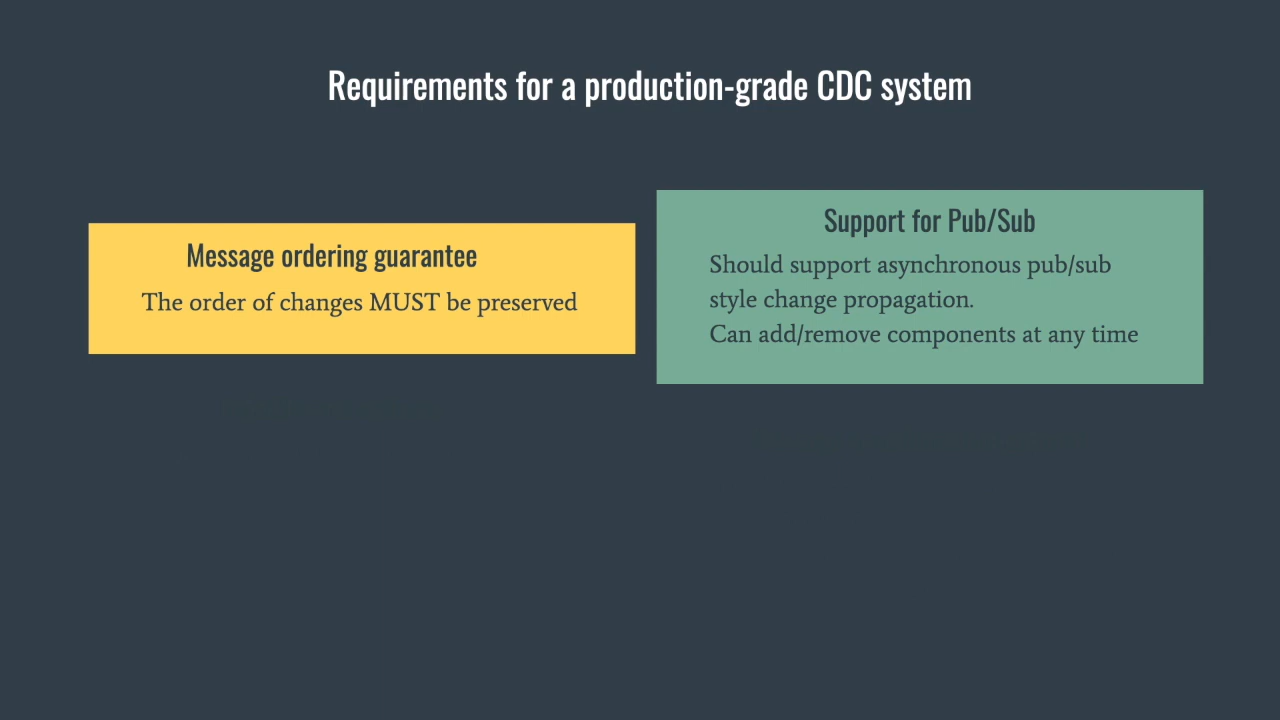 Requirements for a production-grade CDC system
Message ordering guarantee
The order of changes MUST be preserved
Support for Pub/Sub
Should support asynchronous pub/sub
style change propagation.
Can add/remove components at any time